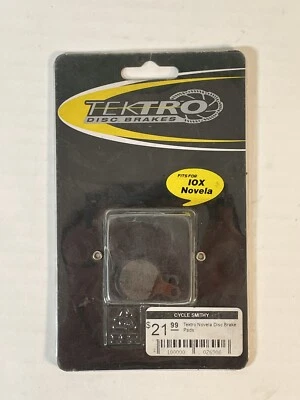 TEKTRO
DISC BRAKES
FITS FOR
IOX
Novela
CYCLE SMITHY
$21.99
Tektro Novela Disc Brake
Pads